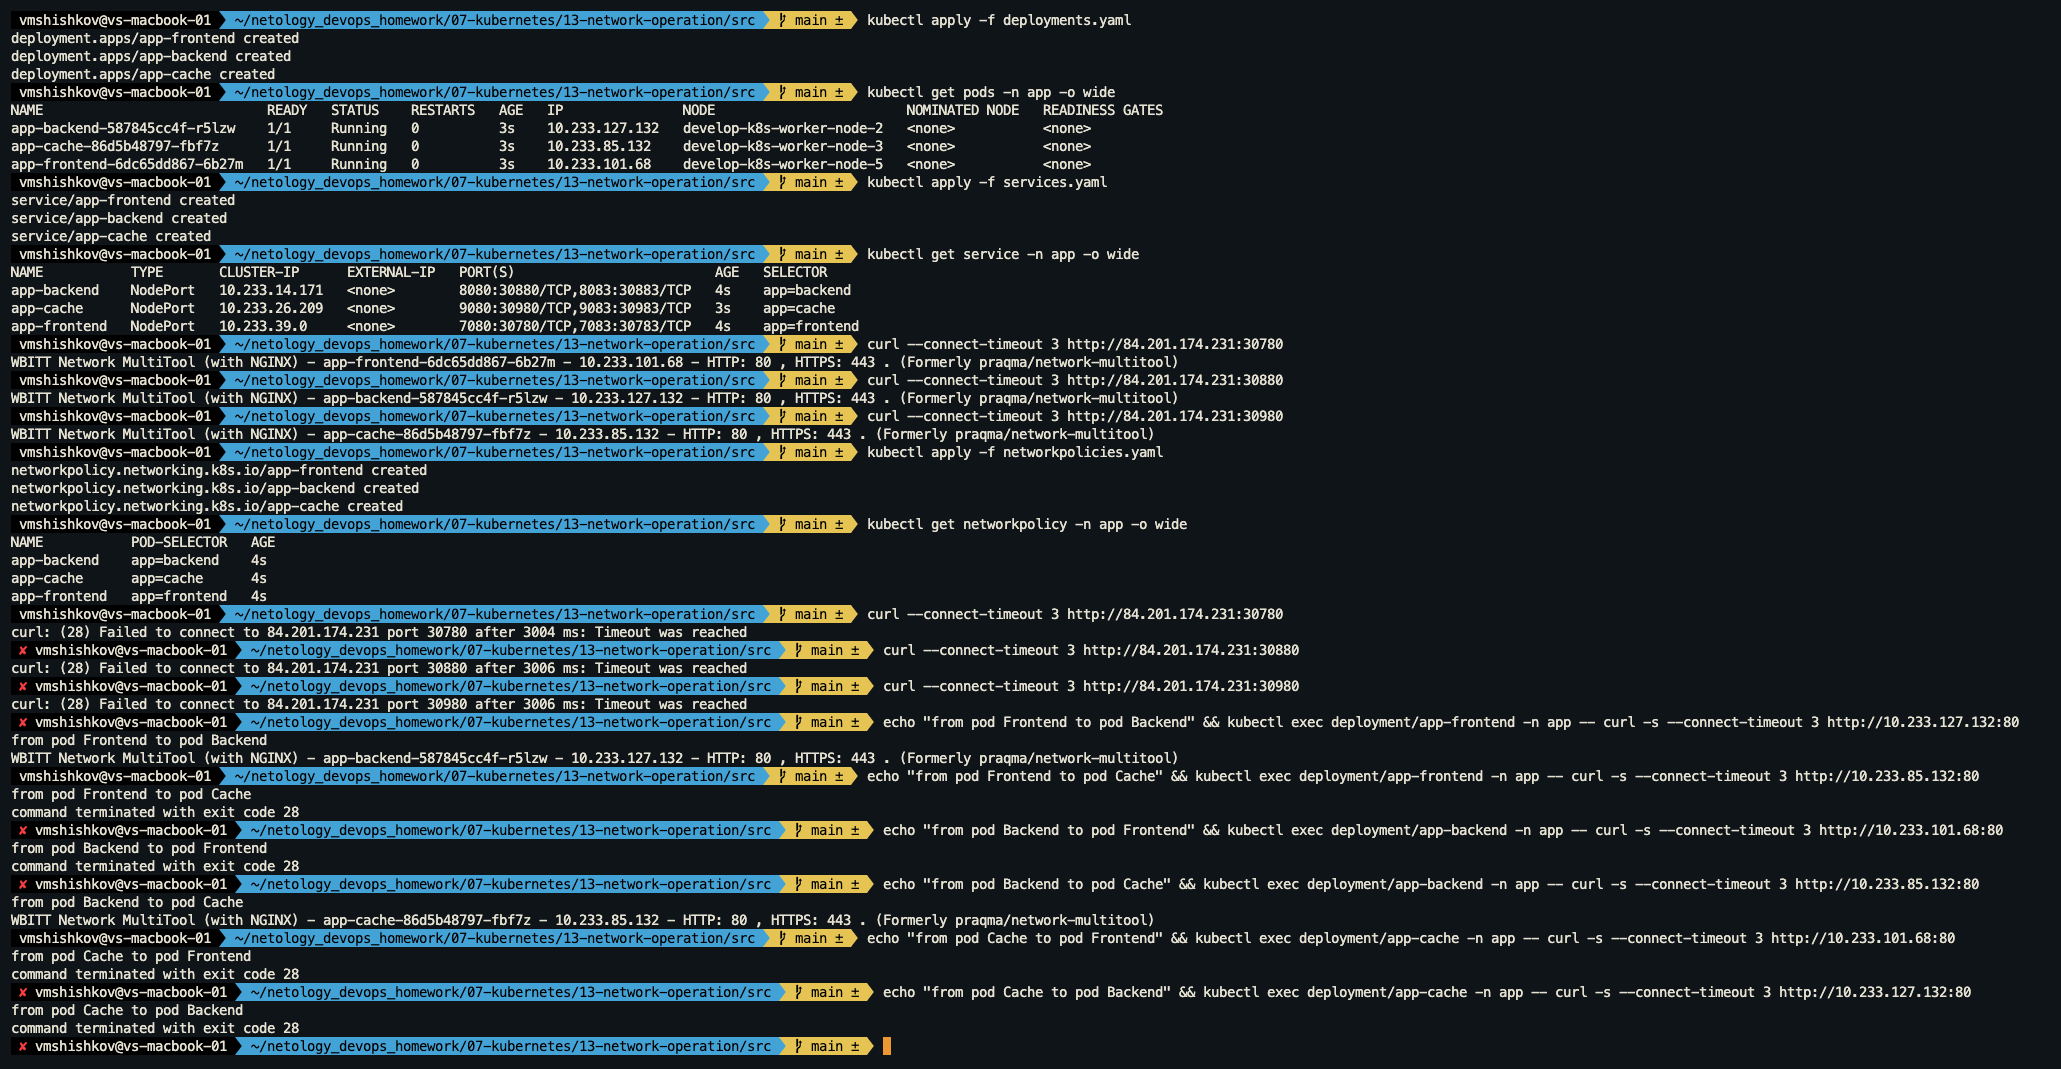 vmshishkov@vs-macbook-01 ~/netology_devops_homework/07-kubernetes/13-network-operation/src main ± kubectl apply -f deployments.yaml
deployment.apps/app-frontend created
deployment.apps/app-backend created
deployment.apps/app-cache created
vmshishkov@vs-macbook-01 ~/netology_devops_homework/07-kubernetes/13-network-operation/src main ± kubectl get pods -n app -o wide
NAME READY STATUS RESTARTS AGE IP NODE NOMINATED NODE READINESS GATES
app-backend-587845cc4f-r5lzw 1/1 Running 0 3s 10.233.127.132 develop-k8s-worker-node-2 <none> <none>
app-cache-86d5b48797-fbf7z 1/1 Running 0 3s 10.233.85.132 develop-k8s-worker-node-3 <none> <none>
app-frontend-6dc65dd867-6b27m 1/1 Running 0 3s 10.233.101.68 develop-k8s-worker-node-5 <none> <none>
vmshishkov@vs-macbook-01 ~/netology_devops_homework/07-kubernetes/13-network-operation/src main ± kubectl apply -f services.yaml
service/app-frontend created
service/app-backend created
service/app-cache created
vmshishkov@vs-macbook-01 ~/netology_devops_homework/07-kubernetes/13-network-operation/src main ± kubectl get service -n app -o wide
NAME TYPE CLUSTER-IP EXTERNAL-IP PORT(S) AGE SELECTOR
app-backend NodePort 10.233.14.171 <none> 8080:30880/TCP,8083:30883/TCP 4s app=backend
app-cache NodePort 10.233.26.209 <none> 9080:30980/TCP,9083:30983/TCP 3s app=cache
app-frontend NodePort 10.233.39.0 <none> 7080:30780/TCP,7083:30783/TCP 4s app=frontend
vmshishkov@vs-macbook-01 ~/netology_devops_homework/07-kubernetes/13-network-operation/src main ± curl --connect-timeout 3 http://84.201.174.231:30780
WBITT Network MultiTool (with NGINX) - app-frontend-6dc65dd867-6b27m - 10.233.101.68 - HTTP: 80 , HTTPS: 443 . (Formerly praqma/network-multitool)
vmshishkov@vs-macbook-01 ~/netology_devops_homework/07-kubernetes/13-network-operation/src main ± curl --connect-timeout 3 http://84.201.174.231:30880
WBITT Network MultiTool (with NGINX) - app-backend-587845cc4f-r5lzw - 10.233.127.132 - HTTP: 80 , HTTPS: 443 . (Formerly praqma/network-multitool)
vmshishkov@vs-macbook-01 ~/netology_devops_homework/07-kubernetes/13-network-operation/src main ± curl --connect-timeout 3 http://84.201.174.231:30980
WBITT Network MultiTool (with NGINX) - app-cache-86d5b48797-fbf7z - 10.233.85.132 - HTTP: 80 , HTTPS: 443 . (Formerly praqma/network-multitool)
vmshishkov@vs-macbook-01 ~/netology_devops_homework/07-kubernetes/13-network-operation/src main ± kubectl apply -f networkpolicies.yaml
networkpolicy.networking.k8s.io/app-frontend created
networkpolicy.networking.k8s.io/app-backend created
networkpolicy.networking.k8s.io/app-cache created
vmshishkov@vs-macbook-01 ~/netology_devops_homework/07-kubernetes/13-network-operation/src main ± kubectl get networkpolicy -n app -o wide
NAME POD-SELECTOR AGE
app-backend app=backend 4s
app-cache app=cache 4s
app-frontend app=frontend 4s
vmshishkov@vs-macbook-01 ~/netology_devops_homework/07-kubernetes/13-network-operation/src main ± curl --connect-timeout 3 http://84.201.174.231:30780
curl: (28) Failed to connect to 84.201.174.231 port 30780 after 3004 ms: Timeout was reached
✘ vmshishkov@vs-macbook-01 ~/netology_devops_homework/07-kubernetes/13-network-operation/src main ± curl --connect-timeout 3 http://84.201.174.231:30880
curl: (28) Failed to connect to 84.201.174.231 port 30880 after 3006 ms: Timeout was reached
✘ vmshishkov@vs-macbook-01 ~/netology_devops_homework/07-kubernetes/13-network-operation/src main ± curl --connect-timeout 3 http://84.201.174.231:30980
curl: (28) Failed to connect to 84.201.174.231 port 30980 after 3006 ms: Timeout was reached
✘ vmshishkov@vs-macbook-01 ~/netology_devops_homework/07-kubernetes/13-network-operation/src main ± echo "from pod Frontend to pod Backend" && kubectl exec deployment/app-frontend -n app -- curl -s --connect-timeout 3 http://10.233.127.132:80
from pod Frontend to pod Backend
WBITT Network MultiTool (with NGINX) - app-backend-587845cc4f-r5lzw - 10.233.127.132 - HTTP: 80 , HTTPS: 443 . (Formerly praqma/network-multitool)
vmshishkov@vs-macbook-01 ~/netology_devops_homework/07-kubernetes/13-network-operation/src main ± echo "from pod Frontend to pod Cache" && kubectl exec deployment/app-frontend -n app -- curl -s --connect-timeout 3 http://10.233.85.132:80
from pod Frontend to pod Cache
command terminated with exit code 28
✘ vmshishkov@vs-macbook-01 ~/netology_devops_homework/07-kubernetes/13-network-operation/src main ± echo "from pod Backend to pod Frontend" && kubectl exec deployment/app-backend -n app -- curl -s --connect-timeout 3 http://10.233.101.68:80
from pod Backend to pod Frontend
command terminated with exit code 28
✘ vmshishkov@vs-macbook-01 ~/netology_devops_homework/07-kubernetes/13-network-operation/src main ± echo "from pod Backend to pod Cache" && kubectl exec deployment/app-backend -n app -- curl -s --connect-timeout 3 http://10.233.85.132:80
from pod Backend to pod Cache
WBITT Network MultiTool (with NGINX) - app-cache-86d5b48797-fbf7z - 10.233.85.132 - HTTP: 80 , HTTPS: 443 . (Formerly praqma/network-multitool)
vmshishkov@vs-macbook-01 ~/netology_devops_homework/07-kubernetes/13-network-operation/src main ± echo "from pod Cache to pod Frontend" && kubectl exec deployment/app-cache -n app -- curl -s --connect-timeout 3 http://10.233.101.68:80
from pod Cache to pod Frontend
command terminated with exit code 28
✘ vmshishkov@vs-macbook-01 ~/netology_devops_homework/07-kubernetes/13-network-operation/src main ± echo "from pod Cache to pod Backend" && kubectl exec deployment/app-cache -n app -- curl -s --connect-timeout 3 http://10.233.127.132:80
from pod Cache to pod Backend
command terminated with exit code 28
✘ vmshishkov@vs-macbook-01 ~/netology_devops_homework/07-kubernetes/13-network-operation/src main ±